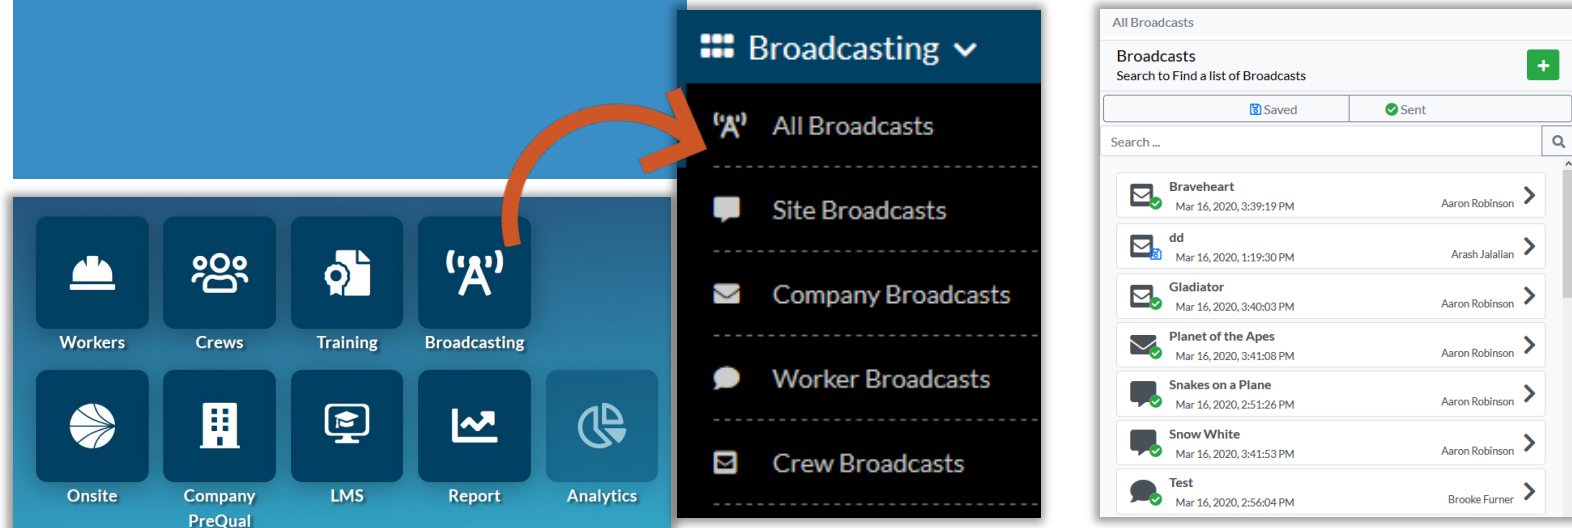 Workers
Crews
Training
Broadcasting
Onsite
Company
PreQual
LMS
Report
Analytics
Broadcasting
All Broadcasts
Site Broadcasts
Company Broadcasts
Worker Broadcasts
Crew Broadcasts
All Broadcasts
Broadcasts
Search to Find a list of Broadcasts
Saved
Sent
Search ...
Braveheart
Mar 16, 2020, 3:39:19 PM
Aaron Robinson
dd
Mar 16, 2020, 1:19:30 PM
Arash Jalalian
Gladiator
Mar 16, 2020, 3:40:03 PM
Aaron Robinson
Planet of the Apes
Mar 16, 2020, 3:41:08 PM
Aaron Robinson
Snakes on a Plane
Mar 16, 2020, 2:51:26 PM
Aaron Robinson
Snow White
Mar 16, 2020, 3:41:53 PM
Aaron Robinson
Test
Mar 16, 2020, 2:56:04 PM
Brooke Furner